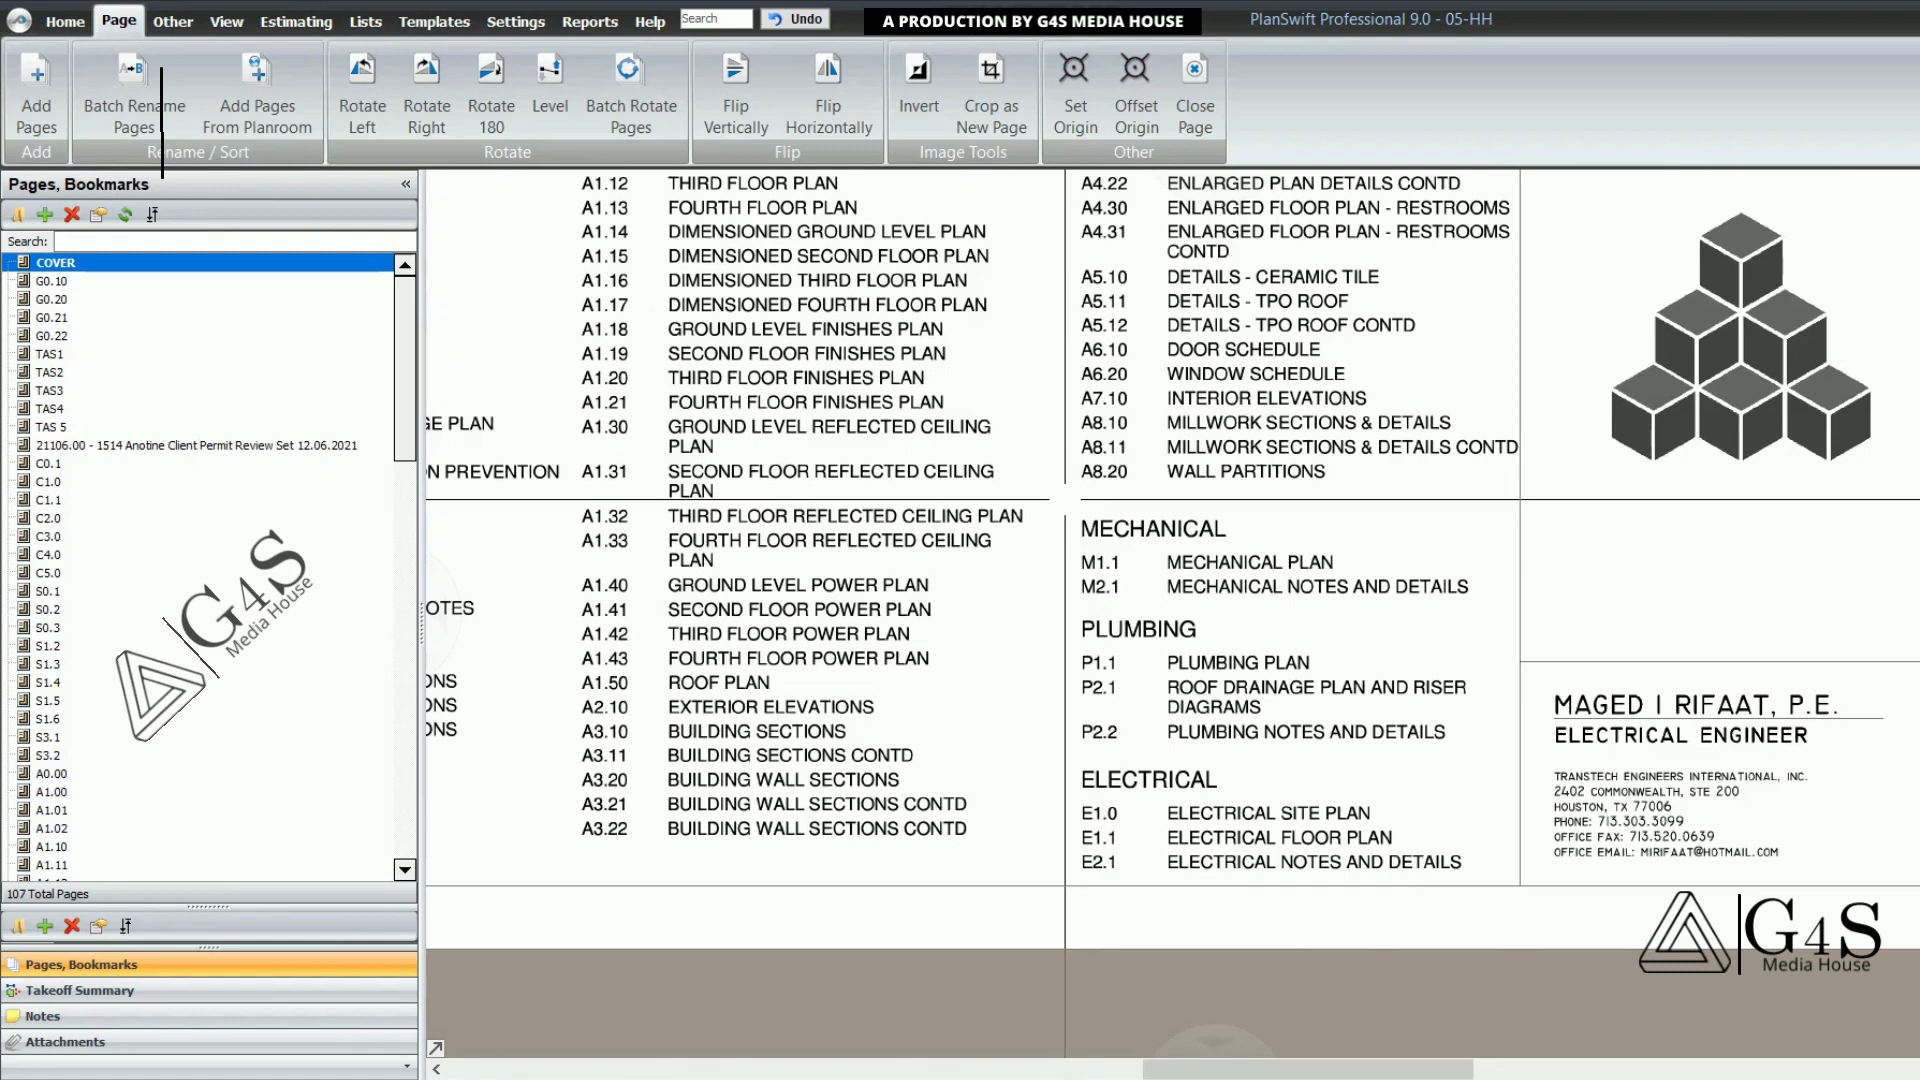 Home Page Other View Estimating Lists Templates Settings Reports Help Search Undo
A PRODUCTION BY G4S MEDIA HOUSE
PlanSwift Professional 9.0 - 05-HH
Add Pages
Batch Rename Pages
Add Pages From Planroom
Rotate Left
Rotate Right
Rotate 180
Level
Batch Rotate Pages
Flip Vertically
Flip Horizontally
Invert
Crop as New Page
Set Origin
Offset Origin
Close Page
Add
Rename / Sort
Rotate
Flip
Image Tools
Other
Pages, Bookmarks
Search:
COVER
G0.10
G0.20
G0.21
G0.22
TAS1
TAS2
TAS3
TAS4
TAS 5
21106.00 - 1514 Anotine Client Permit Review Set 12.06.2021
C0.1
C1.0
C1.1
C2.0
C3.0
C4.0
C5.0
S0.1
S0.2
S0.3
S1.2
S1.3
S1.4
S1.5
S1.6
S3.1
S3.2
A0.00
A1.00
A1.01
A1.02
A1.10
A1.11
107 Total Pages
Pages, Bookmarks
Takeoff Summary
Notes
Attachments
G4S
Media House
GE PLAN
ON PREVENTION
OTES
ONS
ONS
ONS
A1.12 THIRD FLOOR PLAN
A1.13 FOURTH FLOOR PLAN
A1.14 DIMENSIONED GROUND LEVEL PLAN
A1.15 DIMENSIONED SECOND FLOOR PLAN
A1.16 DIMENSIONED THIRD FLOOR PLAN
A1.17 DIMENSIONED FOURTH FLOOR PLAN
A1.18 GROUND LEVEL FINISHES PLAN
A1.19 SECOND FLOOR FINISHES PLAN
A1.20 THIRD FLOOR FINISHES PLAN
A1.21 FOURTH FLOOR FINISHES PLAN
A1.30 GROUND LEVEL REFLECTED CEILING
PLAN
A1.31 SECOND FLOOR REFLECTED CEILING
PLAN
A1.32 THIRD FLOOR REFLECTED CEILING PLAN
A1.33 FOURTH FLOOR REFLECTED CEILING
PLAN
A1.40 GROUND LEVEL POWER PLAN
A1.41 SECOND FLOOR POWER PLAN
A1.42 THIRD FLOOR POWER PLAN
A1.43 FOURTH FLOOR POWER PLAN
A1.50 ROOF PLAN
A2.10 EXTERIOR ELEVATIONS
A3.10 BUILDING SECTIONS
A3.11 BUILDING SECTIONS CONTD
A3.20 BUILDING WALL SECTIONS
A3.21 BUILDING WALL SECTIONS CONTD
A3.22 BUILDING WALL SECTIONS CONTD
A4.22 ENLARGED PLAN DETAILS CONTD
A4.30 ENLARGED FLOOR PLAN - RESTROOMS
A4.31 ENLARGED FLOOR PLAN - RESTROOMS
CONTD
A5.10 DETAILS - CERAMIC TILE
A5.11 DETAILS - TPO ROOF
A5.12 DETAILS - TPO ROOF CONTD
A6.10 DOOR SCHEDULE
A6.20 WINDOW SCHEDULE
A7.10 INTERIOR ELEVATIONS
A8.10 MILLWORK SECTIONS & DETAILS
A8.11 MILLWORK SECTIONS & DETAILS CONTD
A8.20 WALL PARTITIONS
MECHANICAL
M1.1 MECHANICAL PLAN
M2.1 MECHANICAL NOTES AND DETAILS
PLUMBING
P1.1 PLUMBING PLAN
P2.1 ROOF DRAINAGE PLAN AND RISER
DIAGRAMS
P2.2 PLUMBING NOTES AND DETAILS
ELECTRICAL
E1.0 ELECTRICAL SITE PLAN
E1.1 ELECTRICAL FLOOR PLAN
E2.1 ELECTRICAL NOTES AND DETAILS
MAGED I RIFAAT, P.E.
ELECTRICAL ENGINEER
TRANSTECH ENGINEERS INTERNATIONAL, INC.
2402 COMMONWEALTH, STE 200
HOUSTON, TX 77006
PHONE: 713.303.3099
OFFICE FAX: 713.520.0639
OFFICE EMAIL: MIRIFAAT@HOTMAIL.COM
G4S
Media House